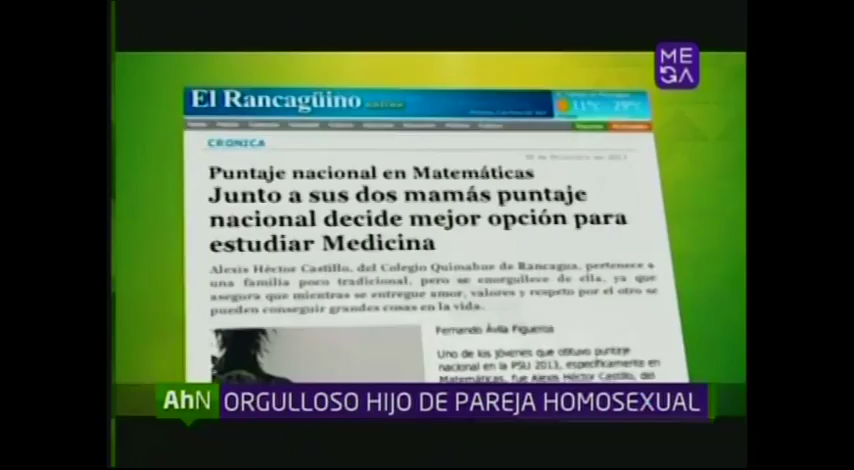 MEGA
El Rancagüino
11°C 29°C
CRONICA
Puntaje nacional en Matemáticas
Junto a sus dos mamás puntaje
nacional decide mejor opción para
estudiar Medicina
Alexis Héctor Castillo, del Colegio Quimahue de Rancagua, pertenece a
una familia poco tradicional, pero se enorgullece de ella, ya que
asegura que mientras se entregue amor, valores y respeto por el otro se
pueden conseguir grandes cosas en la vida.
Fernando Ávila Figueroa
Uno de los jóvenes que obtuvo puntaje
nacional en la PSU 2013, específicamente en
Matemáticas, fue Alexis Héctor Castillo, del
AhN ORGULLOSO HIJO DE PAREJA HOMOSEXUAL